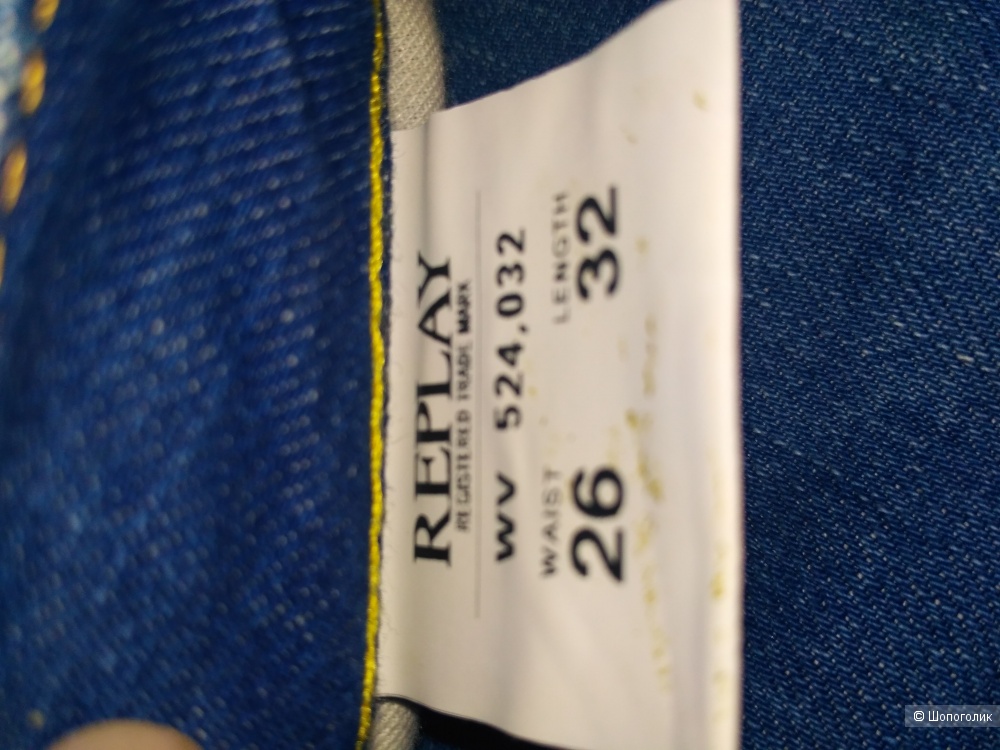 REPLAY
REGISTERED TRADE MARK
WV 524,032
WAIST LENGTH
26 32
© Шопоголик